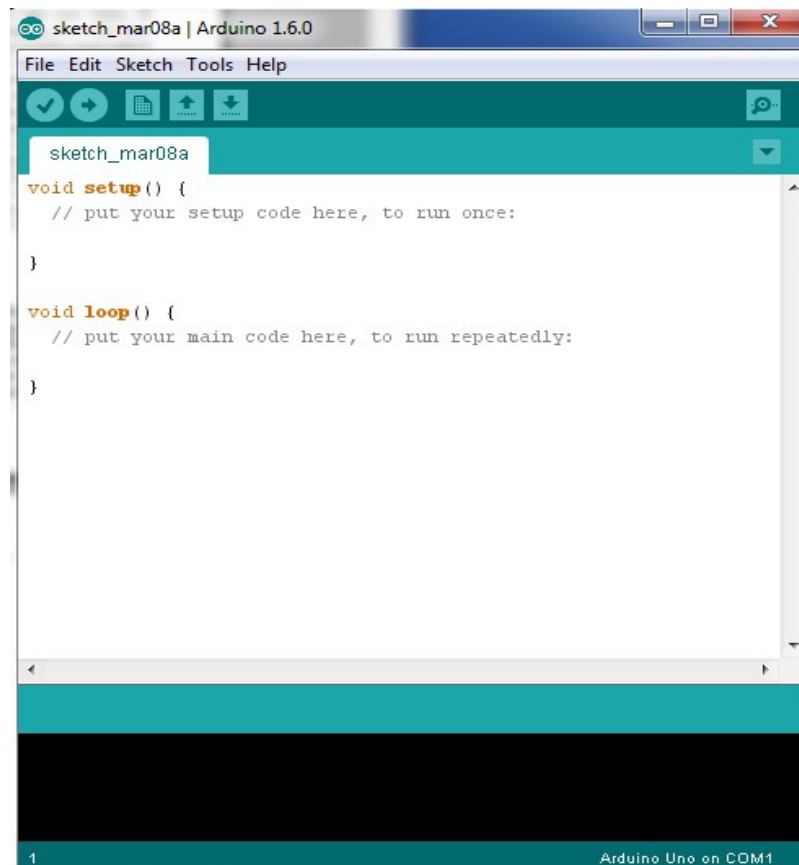 sketch_mar08a | Arduino 1.6.0
File Edit Sketch Tools Help
sketch_mar08a
void setup() {
  // put your setup code here, to run once:
}
void loop() {
  // put your main code here, to run repeatedly:
}
1 Arduino Uno on COM1